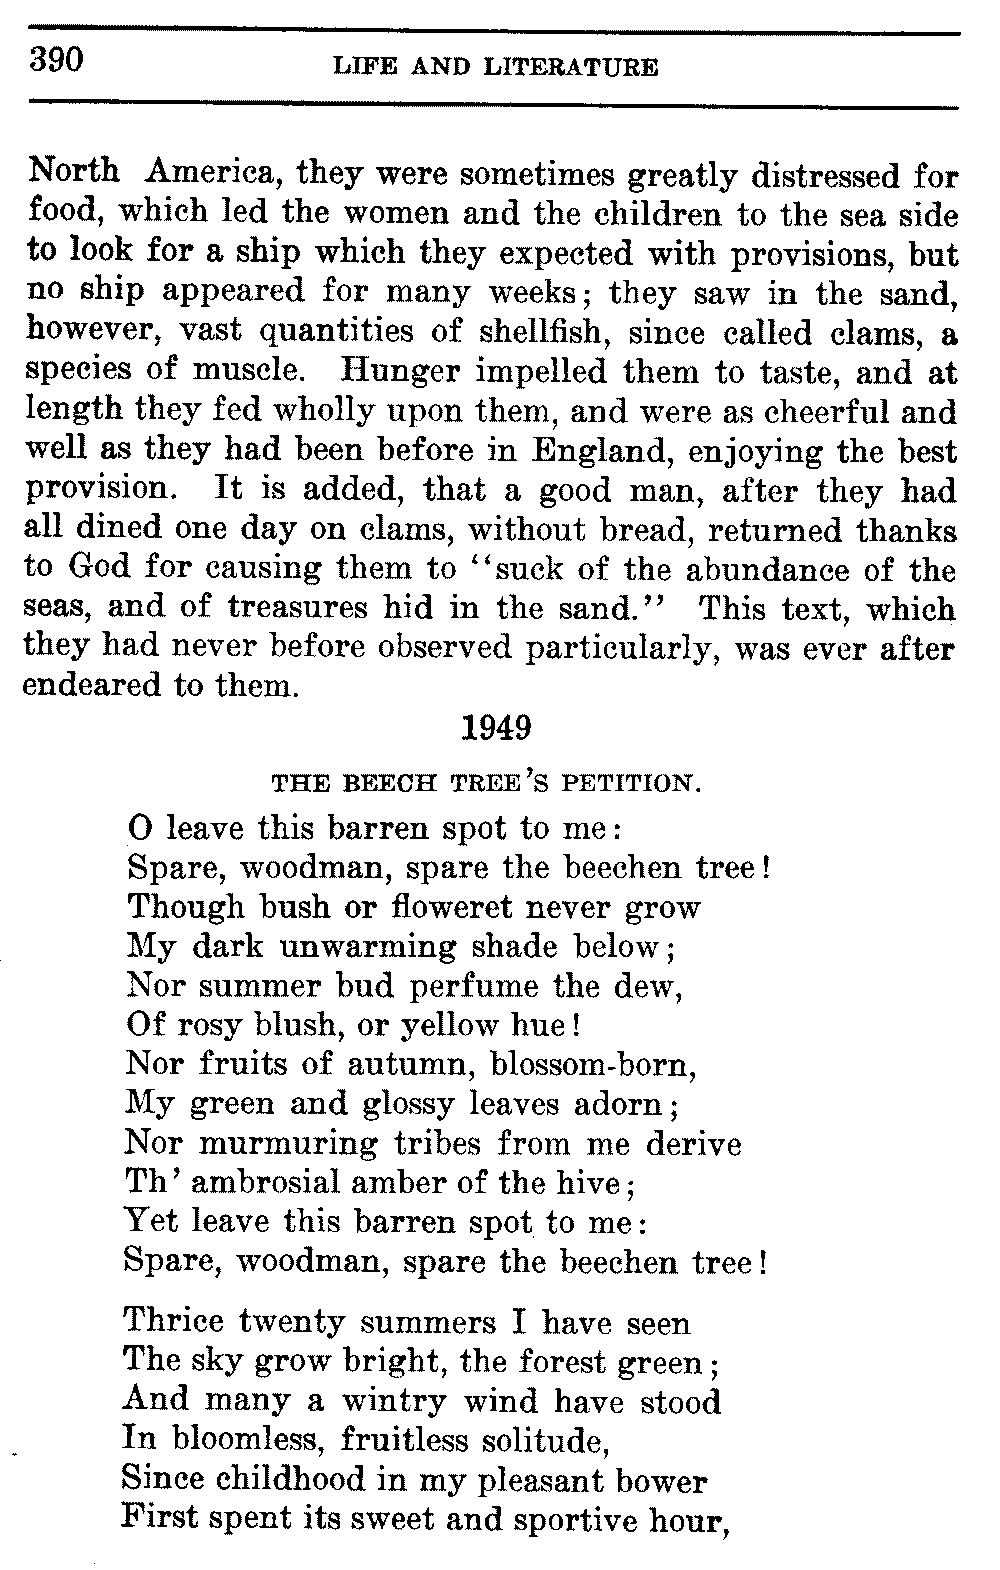 390
LIFE AND LITERATURE
North America, they were sometimes greatly distressed for
food, which led the women and the children to the sea side
to look for a ship which they expected with provisions, but
no ship appeared for many weeks; they saw in the sand,
however, vast quantities of shellfish, since called clams, a
species of muscle. Hunger impelled them to taste, and at
length they fed wholly upon them, and were as cheerful and
well as they had been before in England, enjoying the best
provision. It is added, that a good man, after they had
all dined one day on clams, without bread, returned thanks
to God for causing them to "suck of the abundance of the
seas, and of treasures hid in the sand." This text, which
they had never before observed particularly, was ever after
endeared to them.
1949
THE BEECH TREE'S PETITION.
O leave this barren spot to me:
Spare, woodman, spare the beechen tree!
Though bush or floweret never grow
My dark unwarming shade below;
Nor summer bud perfume the dew,
Of rosy blush, or yellow hue!
Nor fruits of autumn, blossom-born,
My green and glossy leaves adorn;
Nor murmuring tribes from me derive
Th' ambrosial amber of the hive;
Yet leave this barren spot to me:
Spare, woodman, spare the beechen tree!
Thrice twenty summers I have seen
The sky grow bright, the forest green;
And many a wintry wind have stood
In bloomless, fruitless solitude,
Since childhood in my pleasant bower
First spent its sweet and sportive hour,